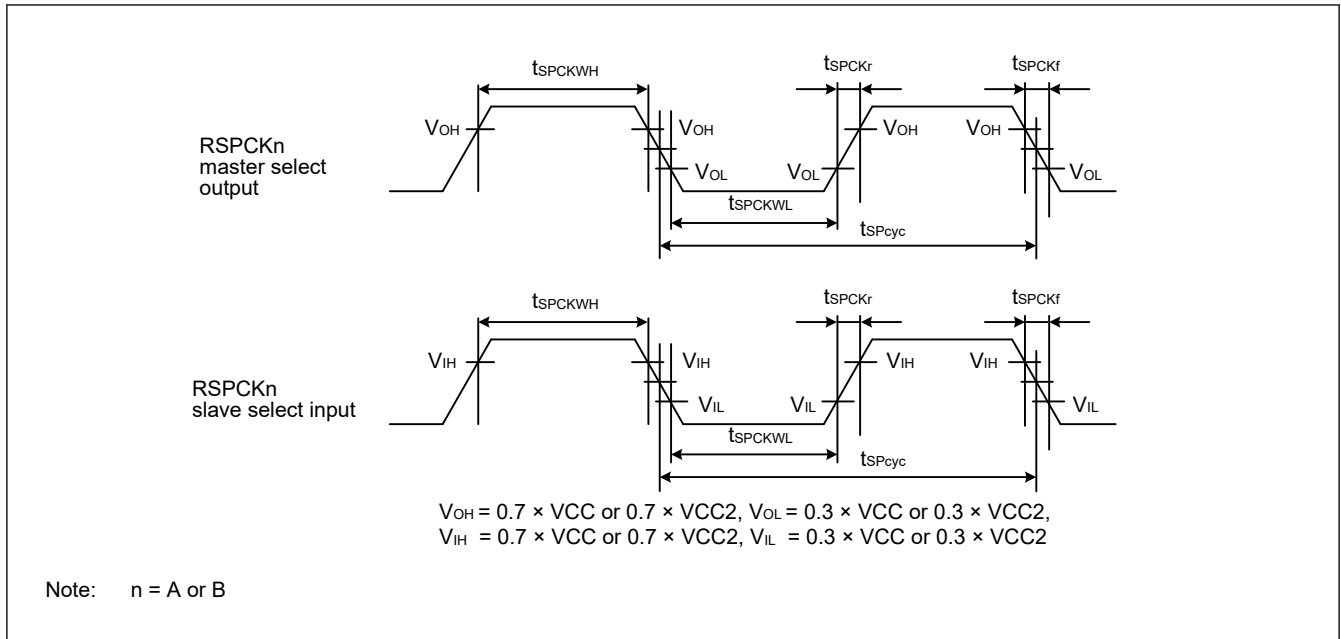 tSPCKWH
tSPCKr
tSPCKf
VOH
VOH
VOH
VOH
RSPCKn
master select
output
VOL
VOL
VOL
tSPCKWL
tSPcyc
tSPCKWH
tSPCKr
tSPCKf
VIH
VIH
VIH
VIH
RSPCKn
slave select input
VIL
VIL
VIL
tSPCKWL
tSPcyc
VOH = 0.7 × VCC or 0.7 × VCC2, VOL = 0.3 × VCC or 0.3 × VCC2,
VIH = 0.7 × VCC or 0.7 × VCC2, VIL = 0.3 × VCC or 0.3 × VCC2
Note: n = A or B